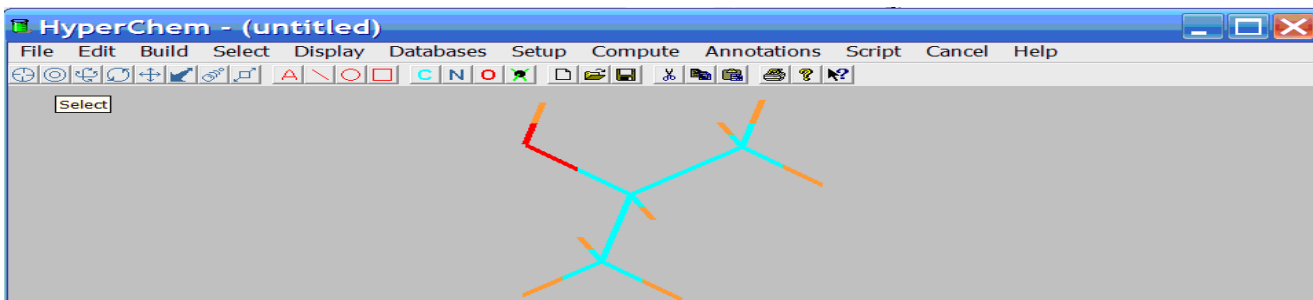 HyperChem - (untitled)
File Edit Build Select Display Databases Setup Compute Annotations Script Cancel Help
A C N O ? ?
Select